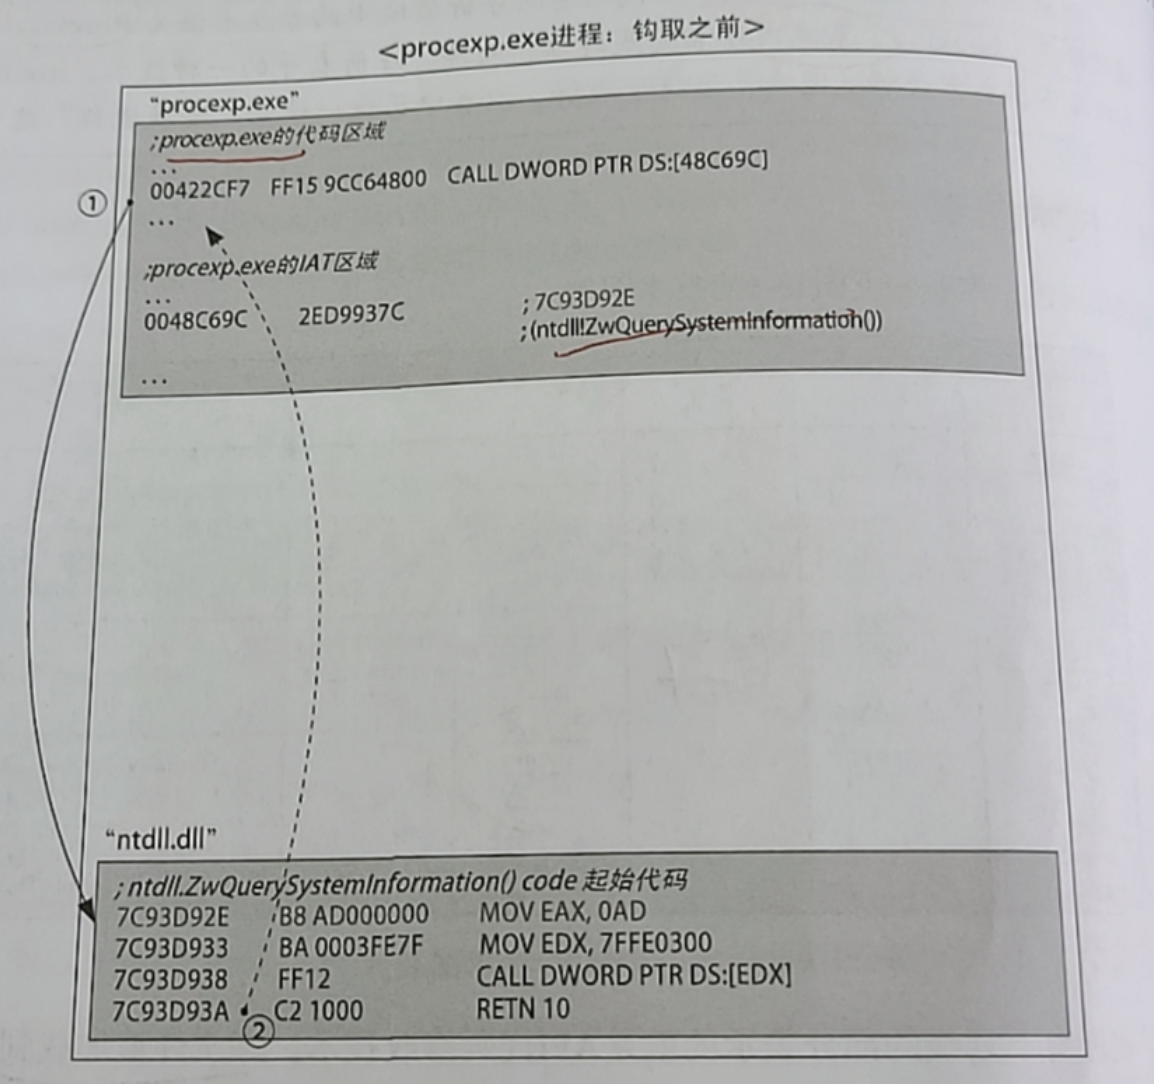 <procexp.exe进程：钩取之前>
“procexp.exe”
;procexp.exe的代码区域
...
00422CF7 FF15 9CC64800 CALL DWORD PTR DS:[48C69C]
①
...
;procexp.exe的IAT区域
...
0048C69C 2ED9937C ; 7C93D92E
;(ntdll!ZwQuerySystemInformation())
...
“ntdll.dll”
; ntdll.ZwQuerySystemInformation() code 起始代码
7C93D92E B8 AD000000 MOV EAX, 0AD
7C93D933 BA 0003FE7F MOV EDX, 7FFE0300
7C93D938 FF12 CALL DWORD PTR DS:[EDX]
7C93D93A C2 1000 RETN 10
②